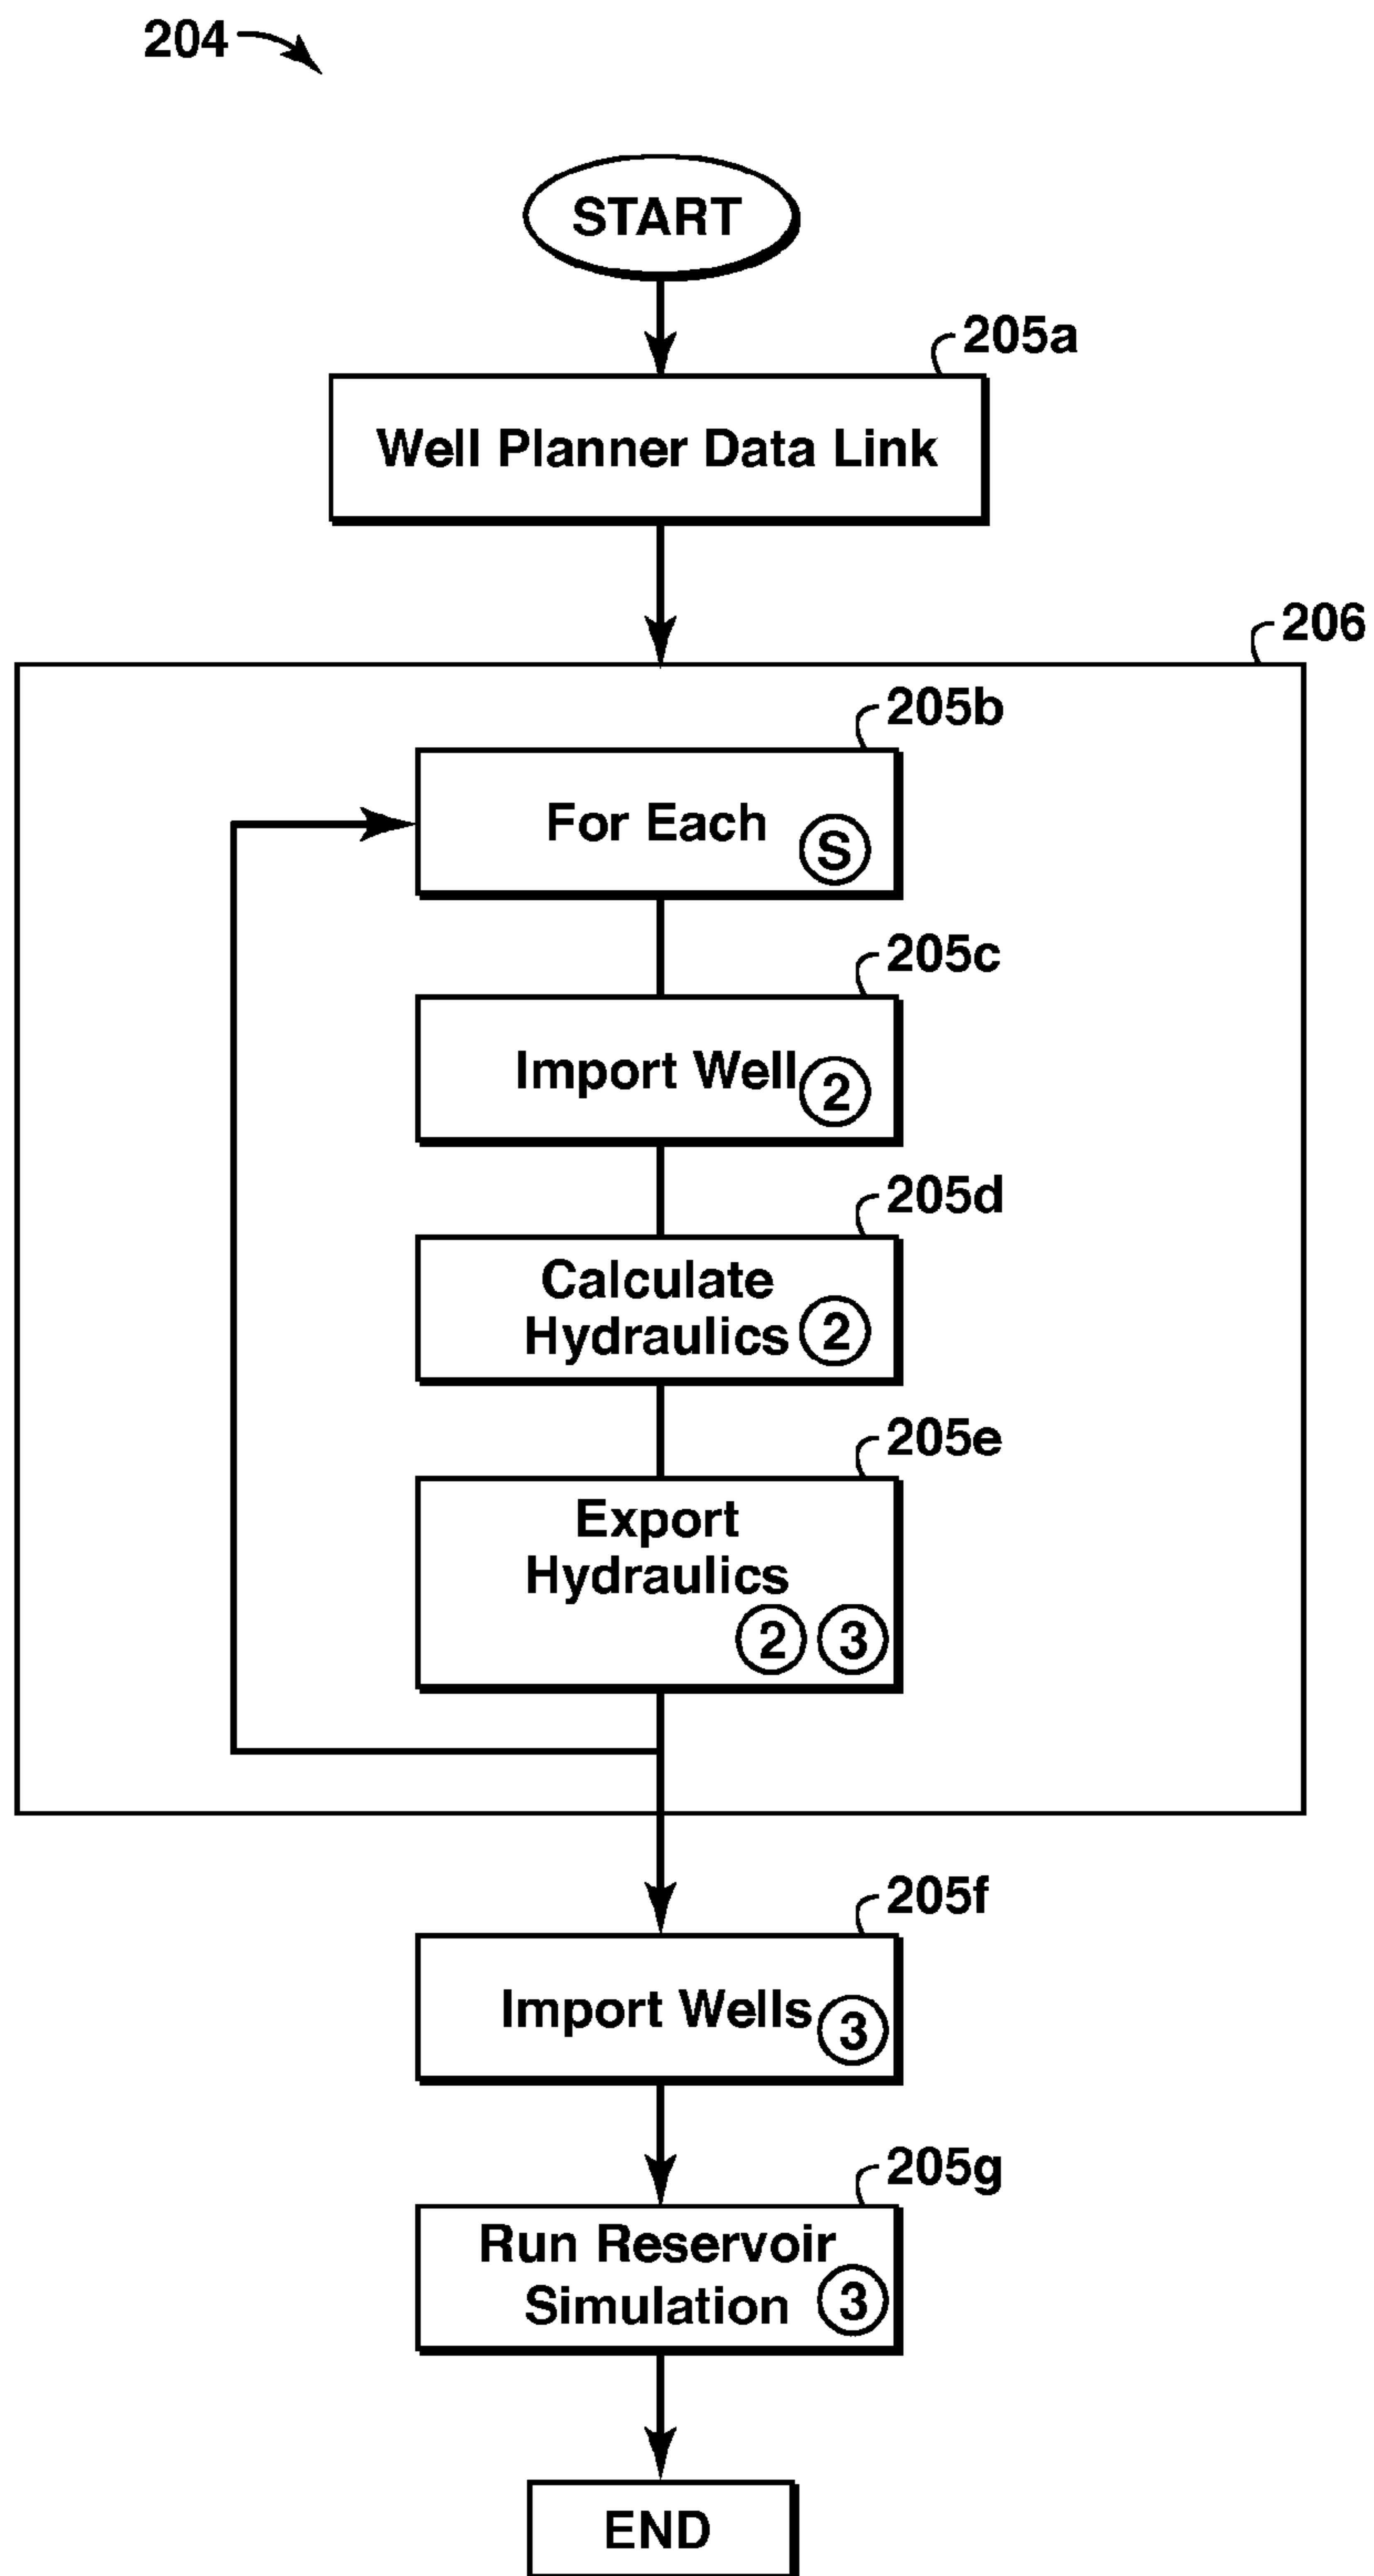 204
START
205a
Well Planner Data Link
206
205b
For Each
S
205c
Import Well
2
205d
Calculate
Hydraulics
2
205e
Export
Hydraulics
2 3
205f
Import Wells
3
205g
Run Reservoir
Simulation
3
END